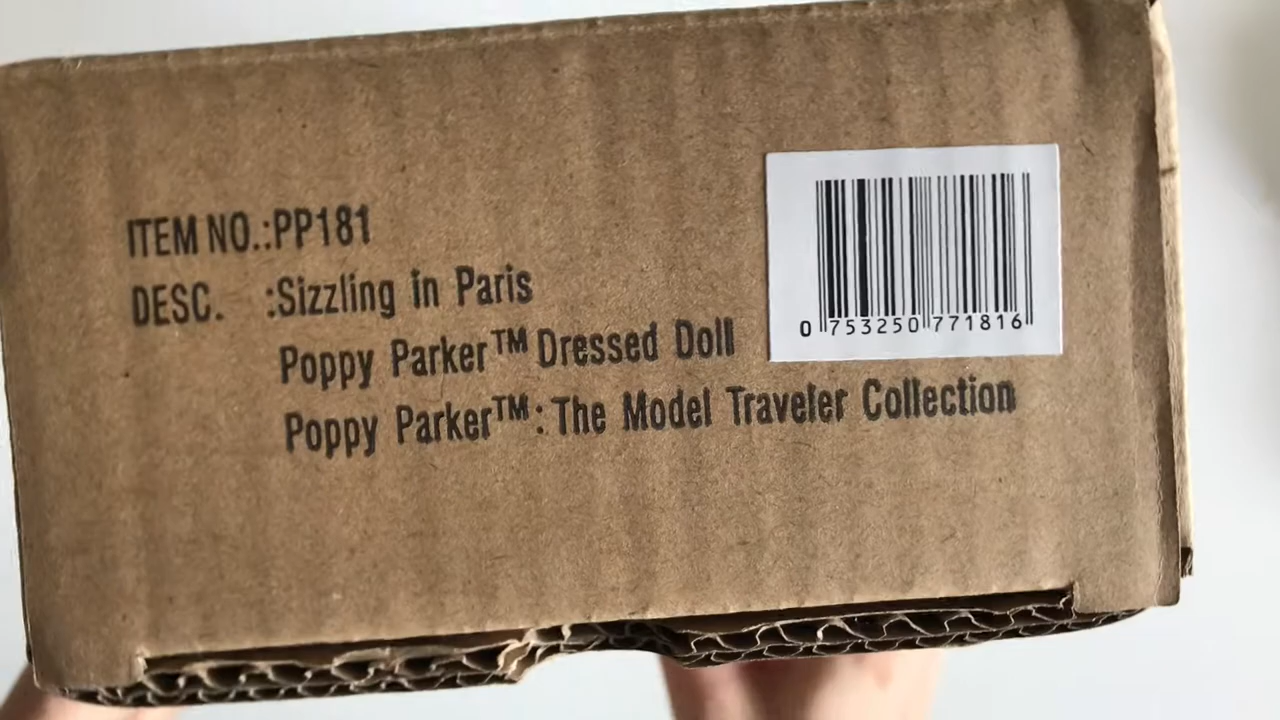 ITEM NO.:PP181
DESC. :Sizzling in Paris
Poppy Parker™ Dressed Doll
Poppy Parker™: The Model Traveler Collection
0 753250 771816